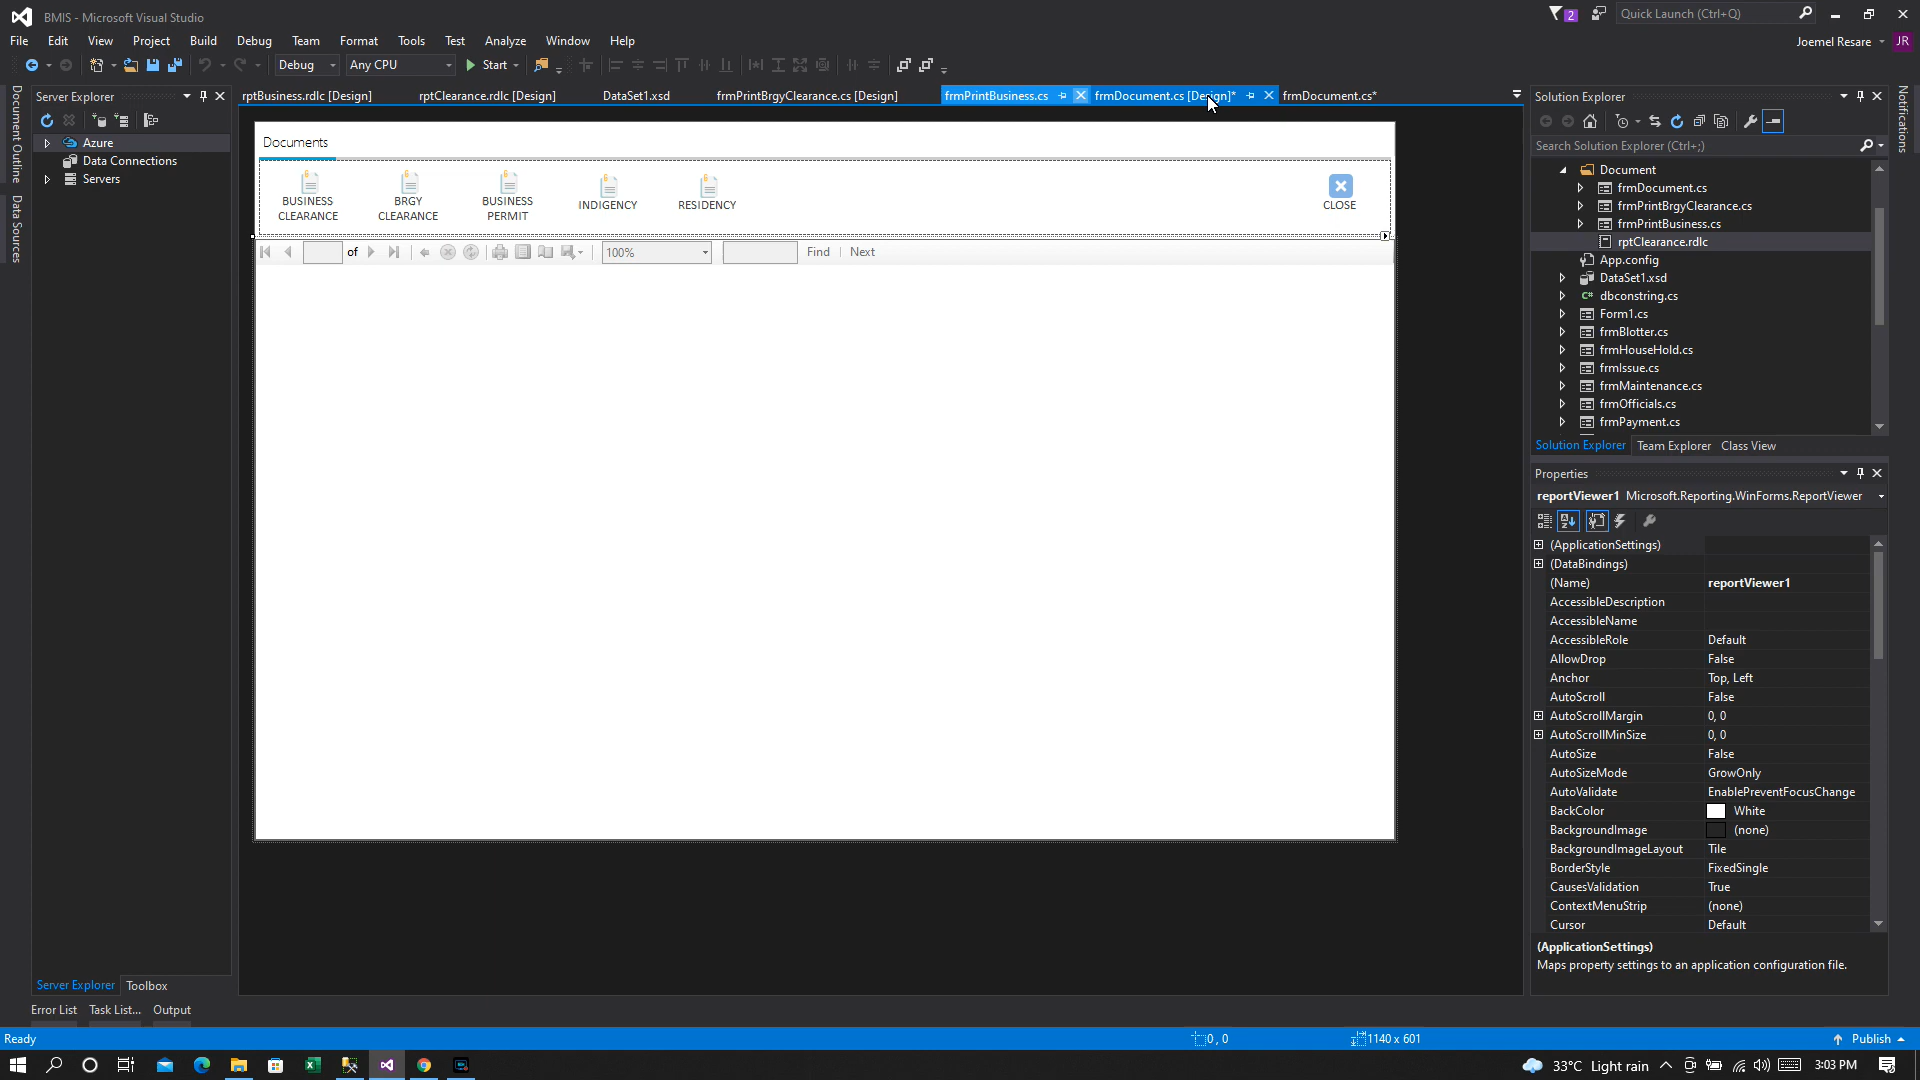 BMIS - Microsoft Visual Studio
2
Quick Launch (Ctrl+Q)
File Edit View Project Build Debug Team Format Tools Test Analyze Window Help
Joemel Resare JR
Debug Any CPU Start
Document Outline
Data Sources
Server Explorer
Azure
Data Connections
Servers
Server Explorer Toolbox
rptBusiness.rdlc [Design] rptClearance.rdlc [Design] DataSet1.xsd frmPrintBrgyClearance.cs [Design] frmPrintBusiness.cs frmDocument.cs [Design]* frmDocument.cs*
Documents
BUSINESS CLEARANCE
BRGY CLEARANCE
BUSINESS PERMIT
INDIGENCY
RESIDENCY
CLOSE
of 100% Find | Next
Solution Explorer
Search Solution Explorer (Ctrl+;)
Document
frmDocument.cs
frmPrintBrgyClearance.cs
frmPrintBusiness.cs
rptClearance.rdlc
App.config
DataSet1.xsd
C# dbconstring.cs
Form1.cs
frmBlotter.cs
frmHouseHold.cs
frmIssue.cs
frmMaintenance.cs
frmOfficials.cs
frmPayment.cs
Solution Explorer Team Explorer Class View
Notifications
Properties
reportViewer1 Microsoft.Reporting.WinForms.ReportViewer
(ApplicationSettings)
(DataBindings)
(Name) reportViewer1
AccessibleDescription
AccessibleName
AccessibleRole Default
AllowDrop False
Anchor Top, Left
AutoScroll False
AutoScrollMargin 0, 0
AutoScrollMinSize 0, 0
AutoSize False
AutoSizeMode GrowOnly
AutoValidate EnablePreventFocusChange
BackColor White
BackgroundImage (none)
BackgroundImageLayout Tile
BorderStyle FixedSingle
CausesValidation True
ContextMenuStrip (none)
Cursor Default
(ApplicationSettings)
Maps property settings to an application configuration file.
Error List Task List... Output
Ready 0 , 0 1140 x 601 Publish
33°C Light rain 3:03 PM